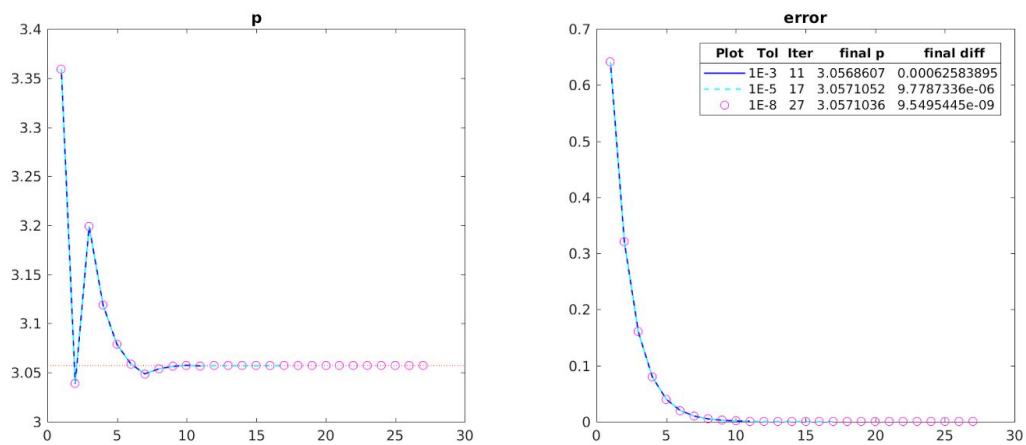 p
3.4
3.35
3.3
3.25
3.2
3.15
3.1
3.05
3
0 5 10 15 20 25 30
error
0.7
0.6
0.5
0.4
0.3
0.2
0.1
0
0 5 10 15 20 25 30
Plot Tol Iter final p final diff
1E-3 11 3.0568607 0.00062583895
1E-5 17 3.0571052 9.7787336e-06
1E-8 27 3.0571036 9.5495445e-09